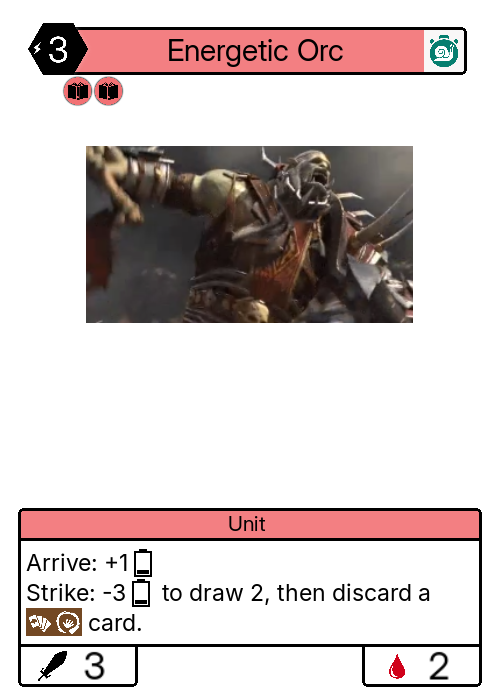 3
Energetic Orc
Unit
Arrive: +1
Strike: -3 to draw 2, then discard a
card.
3
2